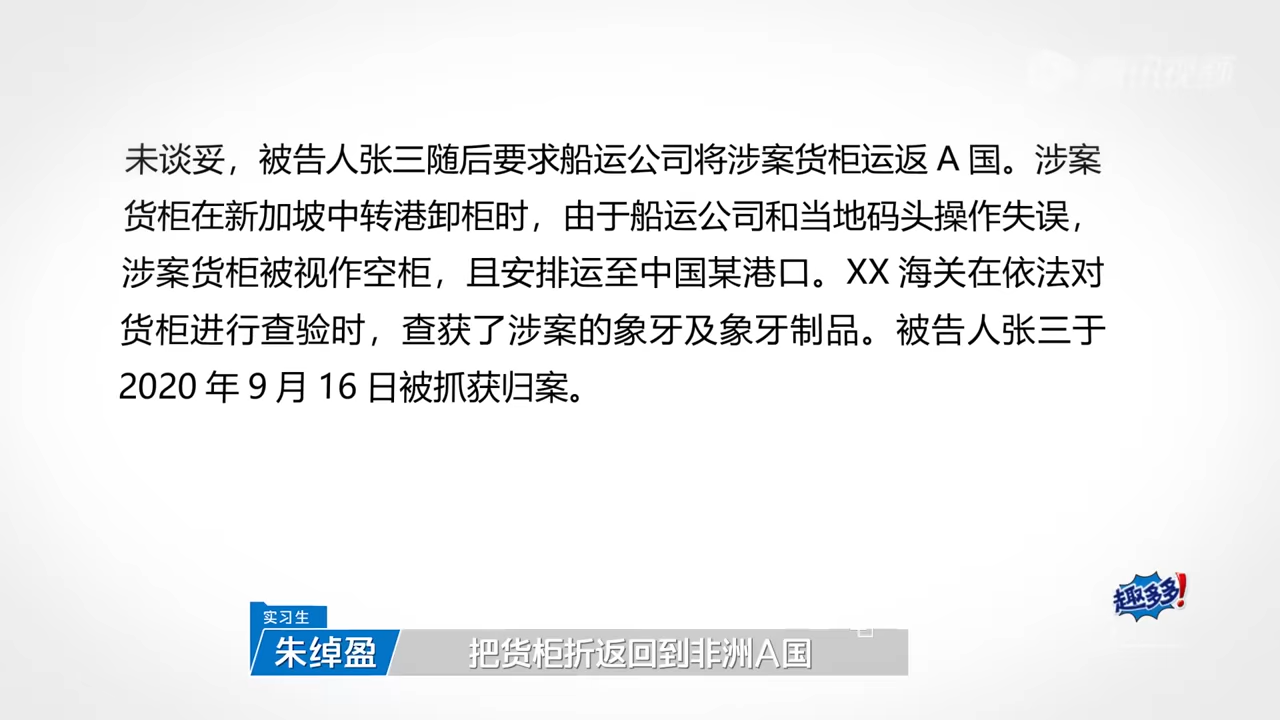 未谈妥，被告人张三随后要求船运公司将涉案货柜运返 A 国。涉案
货柜在新加坡中转港卸柜时，由于船运公司和当地码头操作失误，
涉案货柜被视作空柜，且安排运至中国某港口。XX 海关在依法对
货柜进行查验时，查获了涉案的象牙及象牙制品。被告人张三于
2020 年 9 月 16 日被抓获归案。
趣多多!
实习生
朱绰盈
把货柜折返回到非洲A国